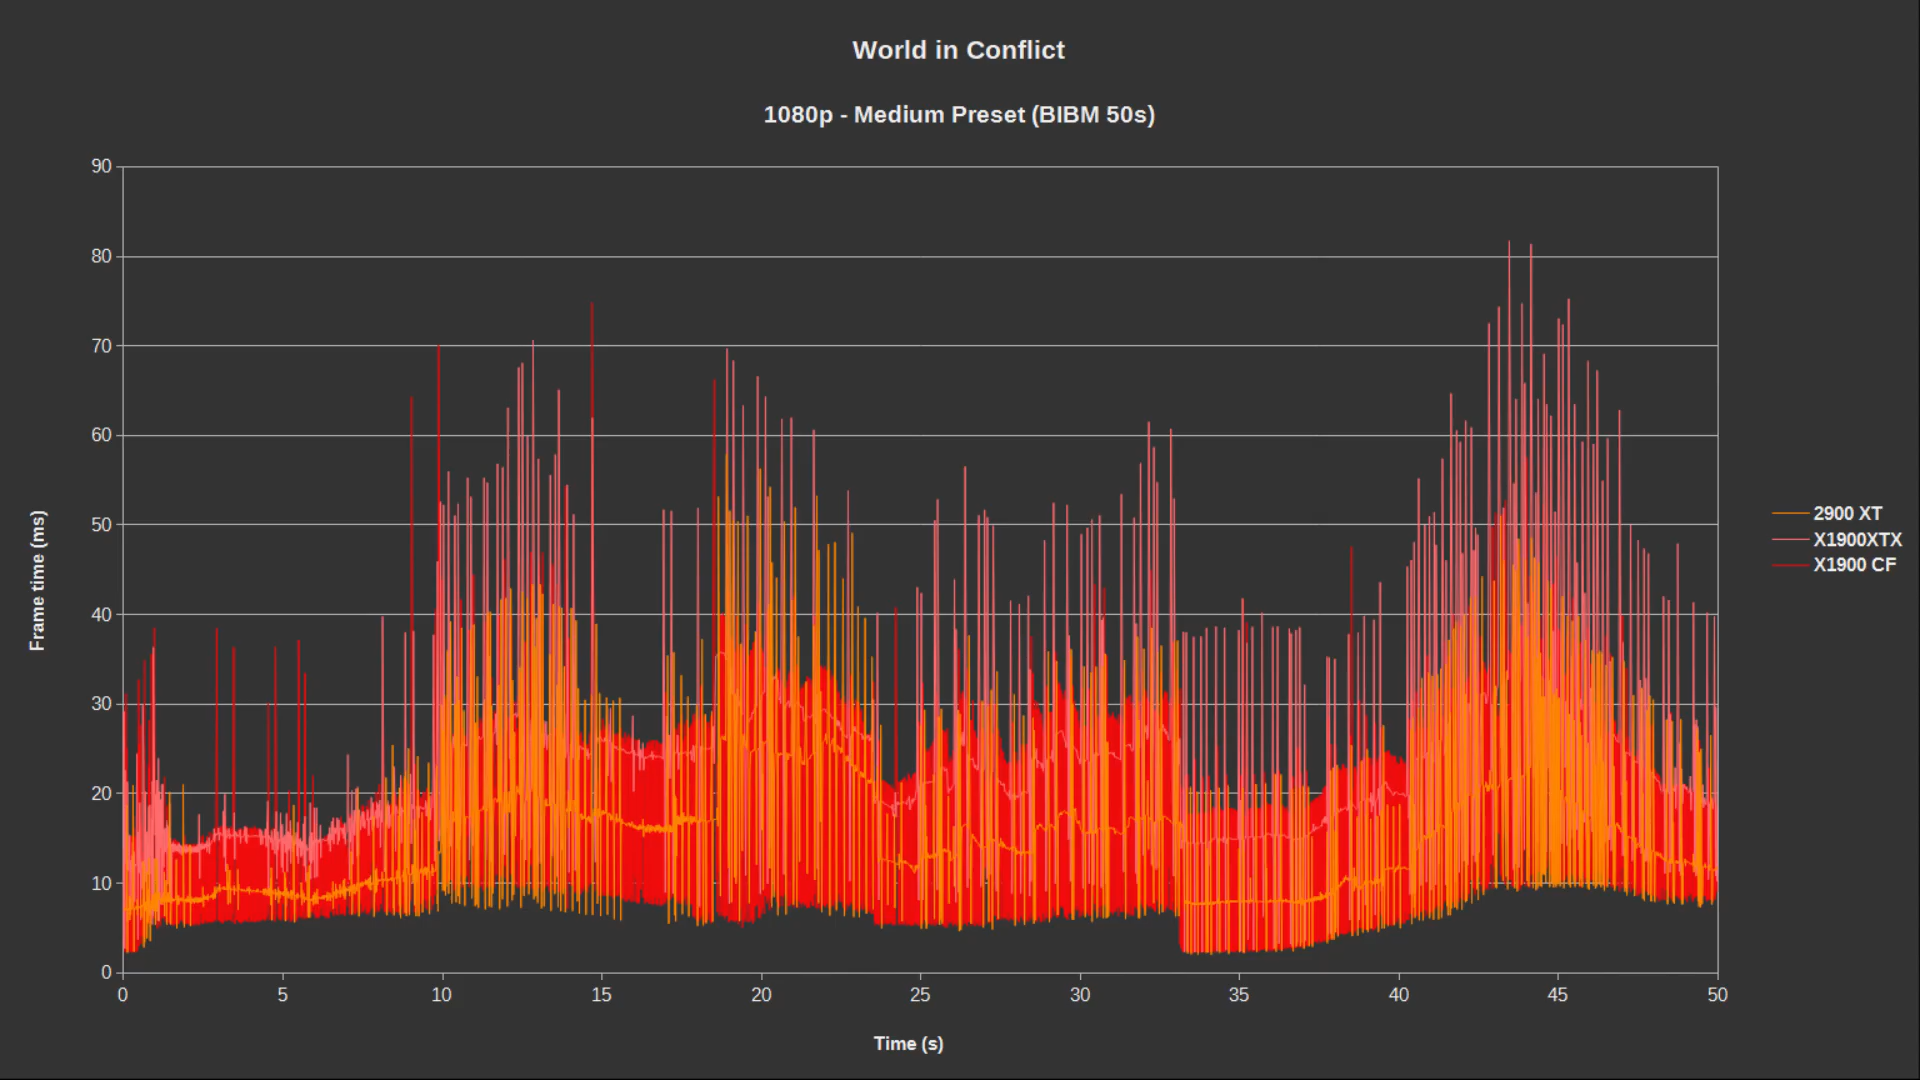 World in Conflict
1080p - Medium Preset (BIBM 50s)
90
80
70
60
50
40
30
20
10
0
Frame time (ms)
0 5 10 15 20 25 30 35 40 45 50
Time (s)
2900 XT
X1900XTX
X1900 CF